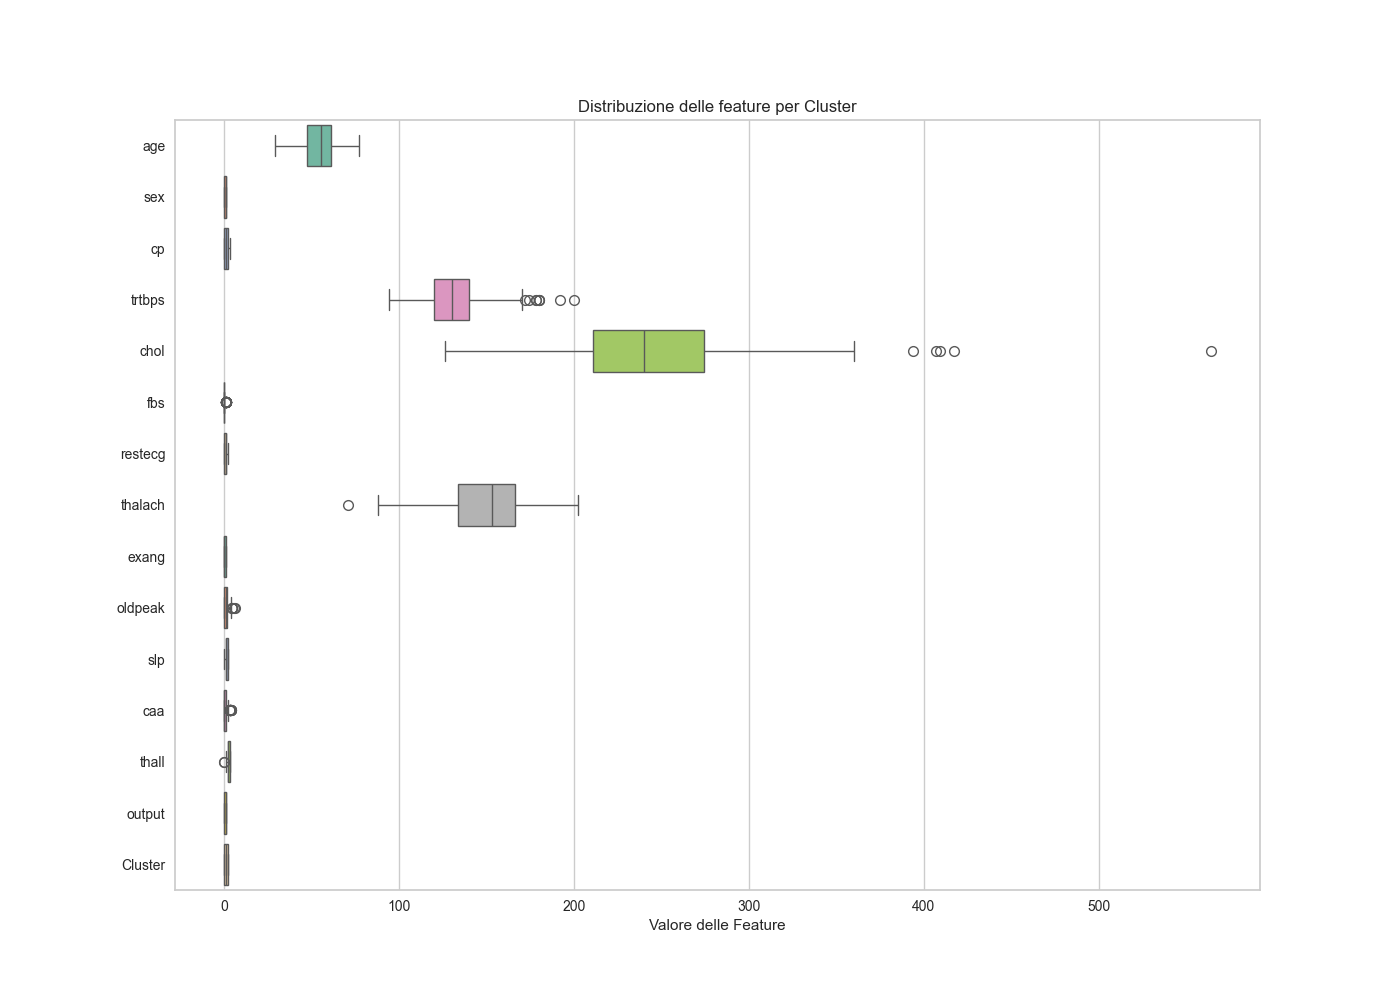 Distribuzione delle feature per Cluster
age
sex
cp
trtbps
chol
fbs
restecg
thalach
exang
oldpeak
slp
caa
thall
output
Cluster
0 100 200 300 400 500
Valore delle Feature